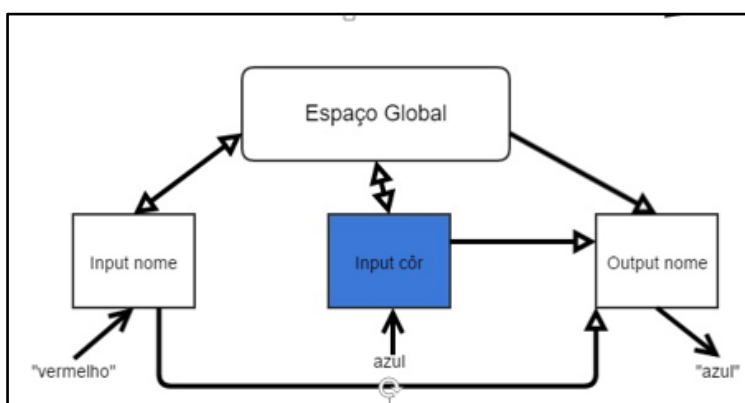 Espaço Global
Input nome
Input côr
Output nome
"vermelho"
azul
"azul"